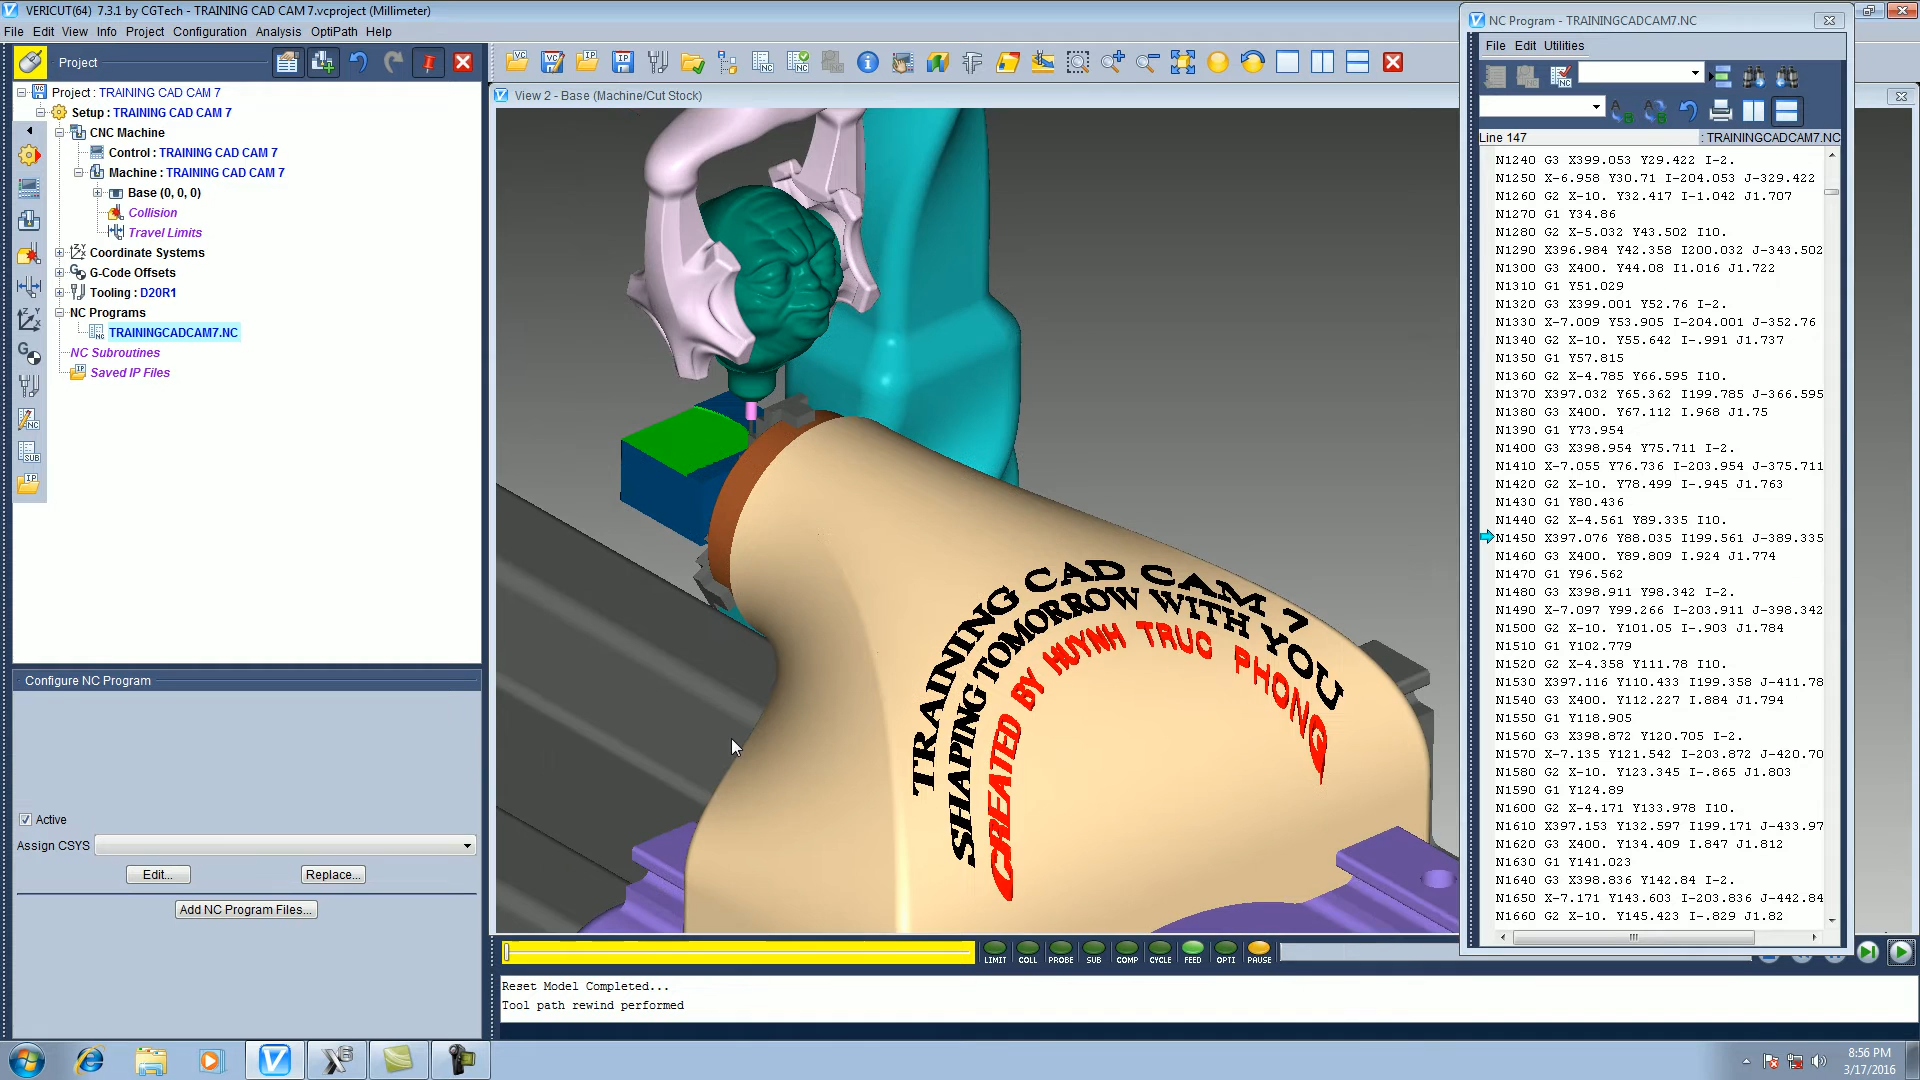 VERICUT(64)  7.3.1 by CGTech - TRAINING CAD CAM 7.vcproject (Millimeter)
File Edit View Info Project Configuration Analysis OptiPath Help
Project
Project : TRAINING CAD CAM 7
Setup : TRAINING CAD CAM 7
CNC Machine
Control : TRAINING CAD CAM 7
Machine : TRAINING CAD CAM 7
Base (0, 0, 0)
Collision
Travel Limits
Coordinate Systems
G-Code Offsets
Tooling : D20R1
NC Programs
TRAININGCADCAM7.NC
NC Subroutines
Saved IP Files
Configure NC Program
Active
Assign CSYS
Edit...
Replace...
Add NC Program Files...
View 2 - Base (Machine/Cut Stock)
TRAINING CAD CAM 7
SHAPING TOMORROW WITH YOU
CREATED BY HUYNH TRUC PHONG
LIMIT COLL PROBE SUB COMP CYCLE FEED OPTI PAUSE
Reset Model Completed...
Tool path rewind performed
NC Program - TRAININGCADCAM7.NC
File Edit Utilities
Line 147 : TRAININGCADCAM7.NC
N1240 G3 X399.053 Y29.422 I-2.
N1250 X-6.958 Y30.71 I-204.053 J-329.422
N1260 G2 X-10. Y32.417 I-1.042 J1.707
N1270 G1 Y34.86
N1280 G2 X-5.032 Y43.502 I10.
N1290 X396.984 Y42.358 I200.032 J-343.502
N1300 G3 X400. Y44.08 I1.016 J1.722
N1310 G1 Y51.029
N1320 G3 X399.001 Y52.76 I-2.
N1330 X-7.009 Y53.905 I-204.001 J-352.76
N1340 G2 X-10. Y55.642 I-.991 J1.737
N1350 G1 Y57.815
N1360 G2 X-4.785 Y66.595 I10.
N1370 X397.032 Y65.362 I199.785 J-366.595
N1380 G3 X400. Y67.112 I.968 J1.75
N1390 G1 Y73.954
N1400 G3 X398.954 Y75.711 I-2.
N1410 X-7.055 Y76.736 I-203.954 J-375.711
N1420 G2 X-10. Y78.499 I-.945 J1.763
N1430 G1 Y80.436
N1440 G2 X-4.561 Y89.335 I10.
N1450 X397.076 Y88.035 I199.561 J-389.335
N1460 G3 X400. Y89.809 I.924 J1.774
N1470 G1 Y96.562
N1480 G3 X398.911 Y98.342 I-2.
N1490 X-7.097 Y99.266 I-203.911 J-398.342
N1500 G2 X-10. Y101.05 I-.903 J1.784
N1510 G1 Y102.779
N1520 G2 X-4.358 Y111.78 I10.
N1530 X397.116 Y110.433 I199.358 J-411.78
N1540 G3 X400. Y112.227 I.884 J1.794
N1550 G1 Y118.905
N1560 G3 X398.872 Y120.705 I-2.
N1570 X-7.135 Y121.542 I-203.872 J-420.70
N1580 G2 X-10. Y123.345 I-.865 J1.803
N1590 G1 Y124.89
N1600 G2 X-4.171 Y133.978 I10.
N1610 X397.153 Y132.597 I199.171 J-433.97
N1620 G3 X400. Y134.409 I.847 J1.812
N1630 G1 Y141.023
N1640 G3 X398.836 Y142.84 I-2.
N1650 X-7.171 Y143.603 I-203.836 J-442.84
N1660 G2 X-10. Y145.423 I-.829 J1.82
8:56 PM
3/17/2016